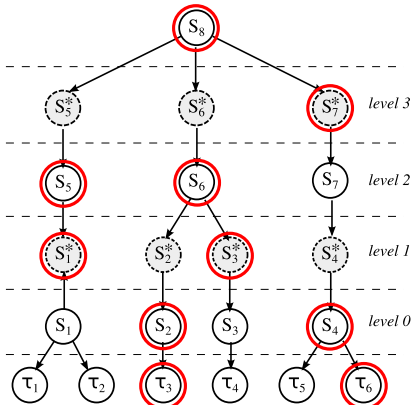 S₈
S₅* S₆* S₇* level 3
S₅ S₆ S₇ level 2
S₁* S₂* S₃* S₄* level 1
S₁ S₂ S₃ S₄ level 0
τ₁ τ₂ τ₃ τ₄ τ₅ τ₆